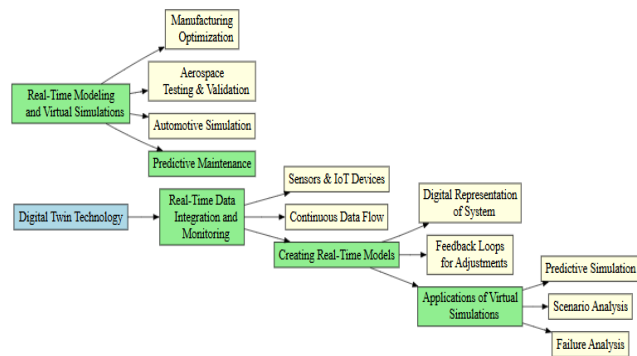 Manufacturing
Optimization
Aerospace
Testing & Validation
Real-Time Modeling
and Virtual Simulations
Automotive Simulation
Predictive Maintenance
Sensors & IoT Devices
Real-Time Data
Integration and
Monitoring
Digital Twin Technology
Continuous Data Flow
Digital Representation
of System
Creating Real-Time Models
Feedback Loops
for Adjustments
Predictive Simulation
Applications of Virtual
Simulations
Scenario Analysis
Failure Analysis